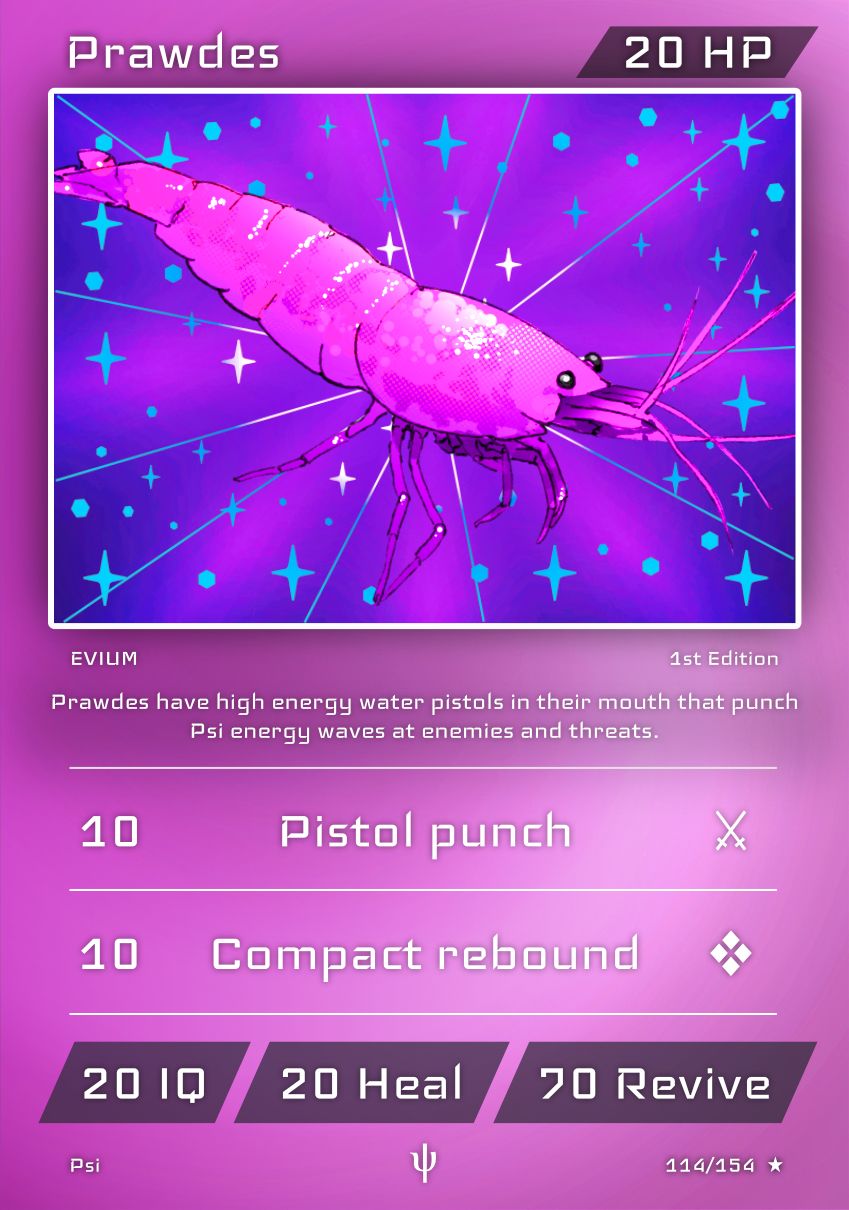 Prawdes
20 HP
EVIUM
1st Edition
Prawdes have high energy water pistols in their mouth that punch
Psi energy waves at enemies and threats.
10 Pistol punch
10 Compact rebound
20 IQ
20 Heal
70 Revive
Psi
ψ
114/154 ★